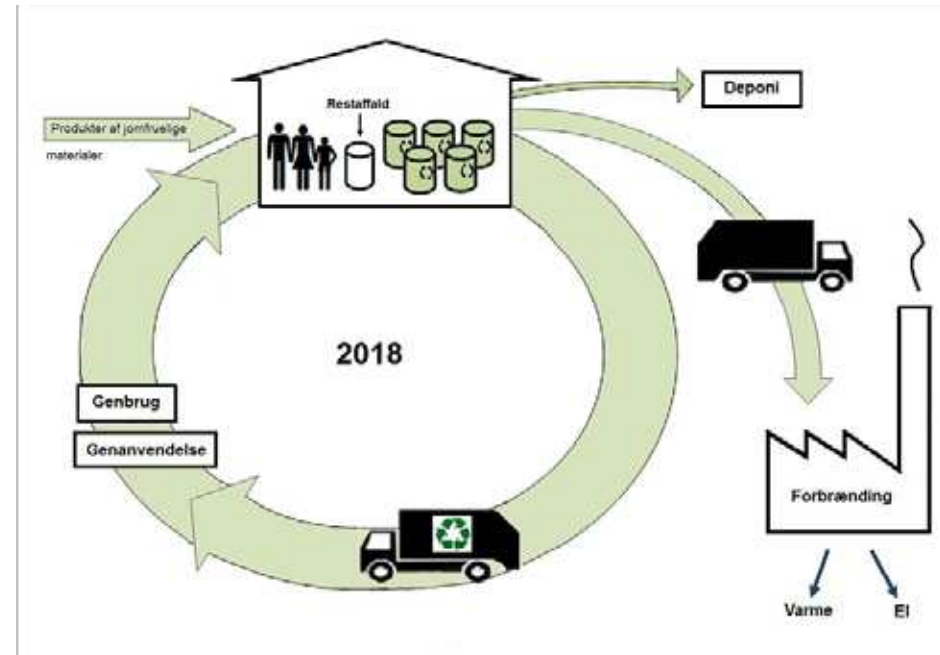 Restaffald
Deponi
Produkter af jomfruelige
materialer
2018
Genbrug
Genanvendelse
Forbrænding
Varme
El